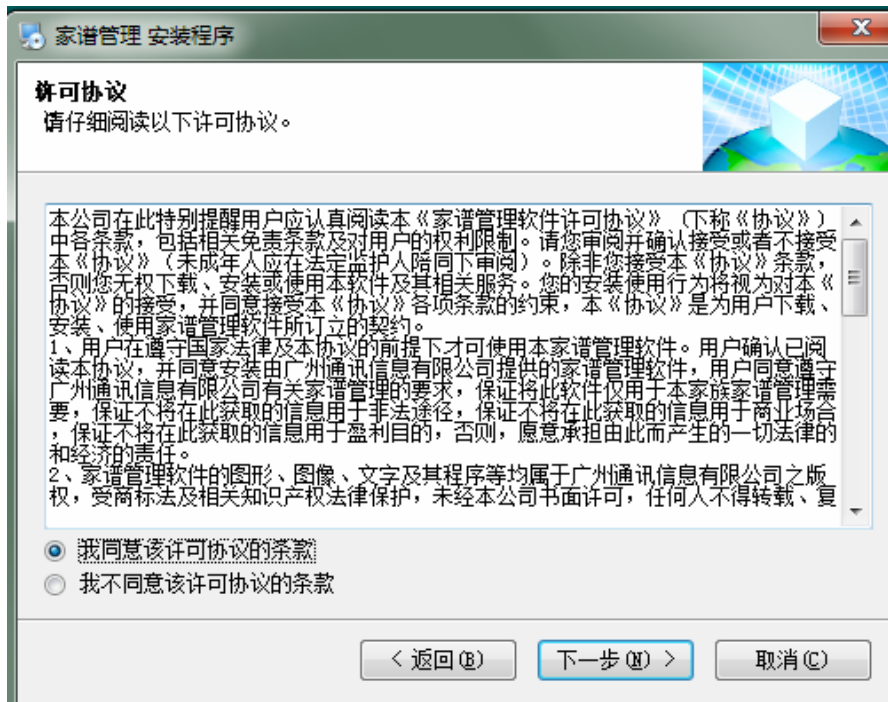 家谱管理 安装程序
许可协议
请仔细阅读以下许可协议。
本公司在此特别提醒用户应认真阅读本《家谱管理软件许可协议》（下称《协议》）
中各条款，包括相关免责条款及对用户的权利限制。请您审阅并确认接受或者不接受
本《协议》（未成年人应在法定监护人陪同下审阅）。除非您接受本《协议》条款，
否则您无权下载、安装或使用本软件及其相关服务。您的安装使用行为将视为对本《
协议》的接受，并同意接受本《协议》各项条款的约束，本《协议》是为用户下载、
安装、使用家谱管理软件所订立的契约。
1、用户在遵守国家法律及本协议的前提下才可使用本家谱管理软件。用户确认已阅
读本协议，并同意安装由广州通讯信息有限公司提供的家谱管理软件，用户同意遵守
广州通讯信息有限公司有关家谱管理的要求，保证将此软件仅用于本家族家谱管理需
要，保证不将在此获取的信息用于非法途径，保证不将在此获取的信息用于商业场合
，保证不将在此获取的信息用于盈利目的，否则，愿意承担由此而产生的一切法律的
和经济的责任。
2、家谱管理软件的图形、图像、文字及其程序等均属于广州通讯信息有限公司之版
权，受商标法及相关知识产权法律保护，未经本公司书面许可，任何人不得转载、复
我同意该许可协议的条款
我不同意该许可协议的条款
< 返回(B)
下一步(N) >
取消(C)